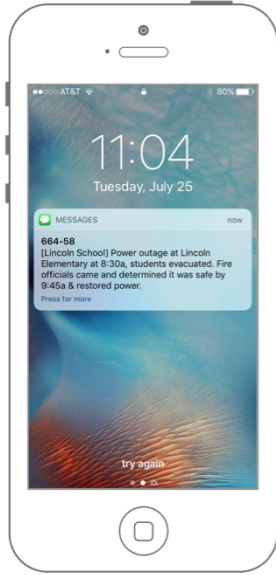 AT&T 80%
11:04
Tuesday, July 25
MESSAGES now
664-58
[Lincoln School] Power outage at Lincoln
Elementary at 8:30a, students evacuated. Fire
officials came and determined it was safe by
9:45a & restored power.
Press for more
try again